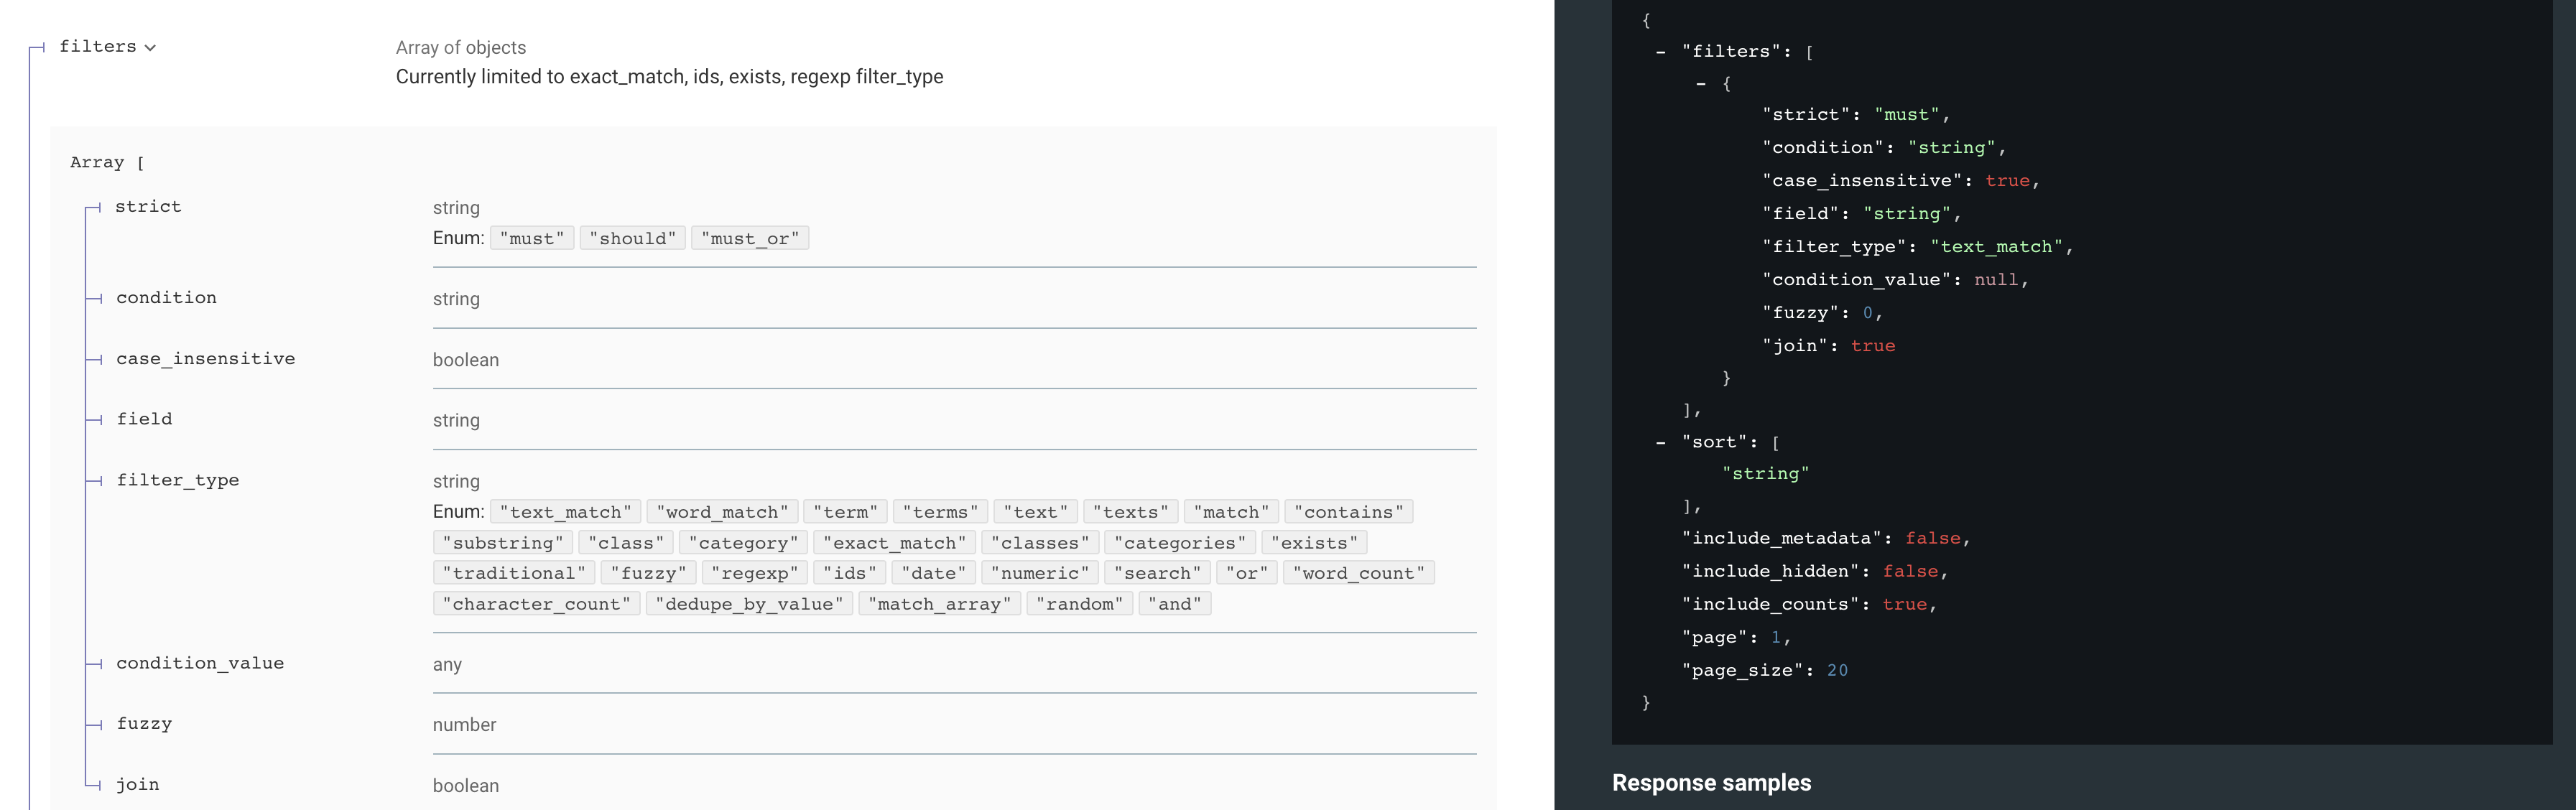 filters
Array of objects
Currently limited to exact_match, ids, exists, regexp filter_type
Array [
strict
string
Enum: "must" "should" "must_or"
condition
string
case_insensitive
boolean
field
string
filter_type
string
Enum: "text_match" "word_match" "term" "terms" "text" "texts" "match" "contains"
"substring" "class" "category" "exact_match" "classes" "categories" "exists"
"traditional" "fuzzy" "regexp" "ids" "date" "numeric" "search" "or" "word_count"
"character_count" "dedupe_by_value" "match_array" "random" "and"
condition_value
any
fuzzy
number
join
boolean
{
– "filters": [
– {
"strict": "must",
"condition": "string",
"case_insensitive": true,
"field": "string",
"filter_type": "text_match",
"condition_value": null,
"fuzzy": 0,
"join": true
}
],
– "sort": [
"string"
],
"include_metadata": false,
"include_hidden": false,
"include_counts": true,
"page": 1,
"page_size": 20
}
Response samples